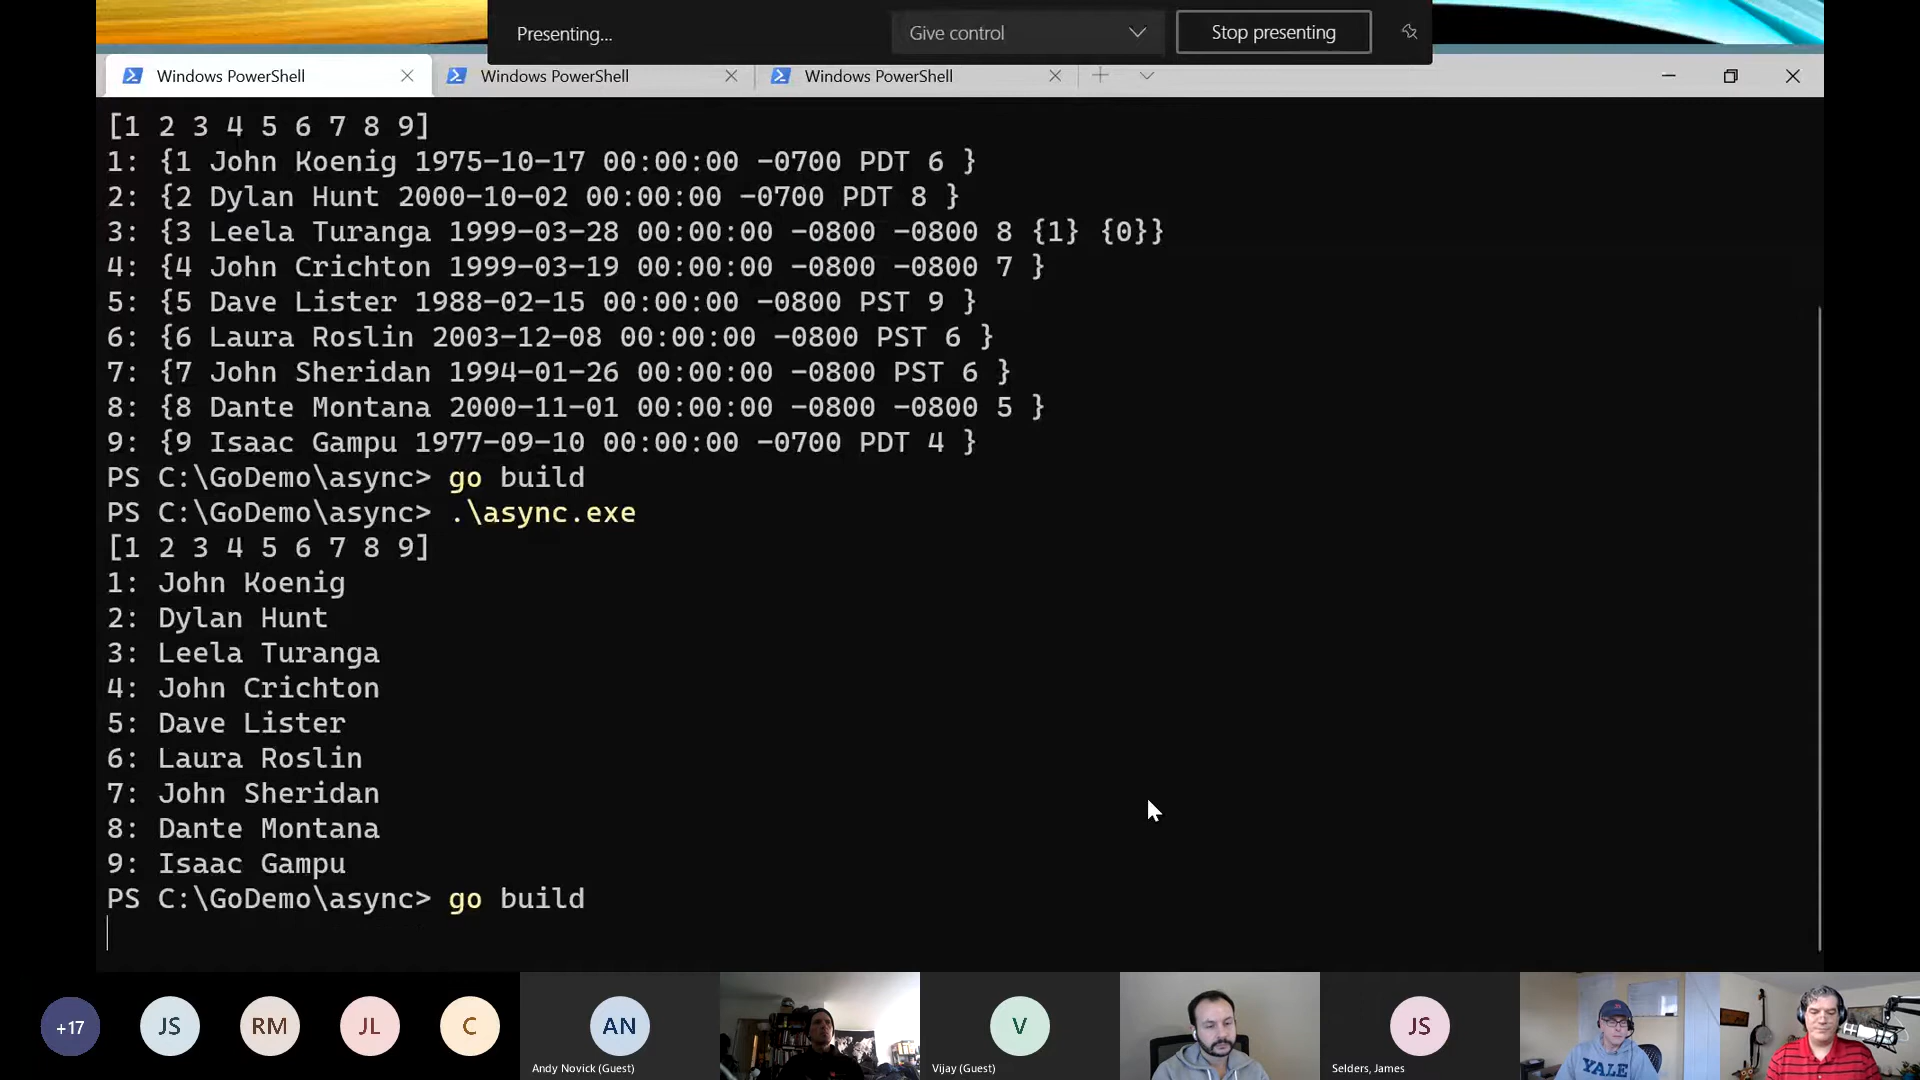 Presenting...
Give control
Stop presenting
Windows PowerShell
Windows PowerShell
Windows PowerShell
[1 2 3 4 5 6 7 8 9]
1: {1 John Koenig 1975-10-17 00:00:00 -0700 PDT 6 }
2: {2 Dylan Hunt 2000-10-02 00:00:00 -0700 PDT 8 }
3: {3 Leela Turanga 1999-03-28 00:00:00 -0800 -0800 8 {1} {0}}
4: {4 John Crichton 1999-03-19 00:00:00 -0800 -0800 7 }
5: {5 Dave Lister 1988-02-15 00:00:00 -0800 PST 9 }
6: {6 Laura Roslin 2003-12-08 00:00:00 -0800 PST 6 }
7: {7 John Sheridan 1994-01-26 00:00:00 -0800 PST 6 }
8: {8 Dante Montana 2000-11-01 00:00:00 -0800 -0800 5 }
9: {9 Isaac Gampu 1977-09-10 00:00:00 -0700 PDT 4 }
PS C:\GoDemo\async> go build
PS C:\GoDemo\async> .\async.exe
[1 2 3 4 5 6 7 8 9]
1: John Koenig
2: Dylan Hunt
3: Leela Turanga
4: John Crichton
5: Dave Lister
6: Laura Roslin
7: John Sheridan
8: Dante Montana
9: Isaac Gampu
PS C:\GoDemo\async> go build
+17
JS
RM
JL
C
AN
Andy Novick (Guest)
V
Vijay (Guest)
JS
Selders, James
YALE